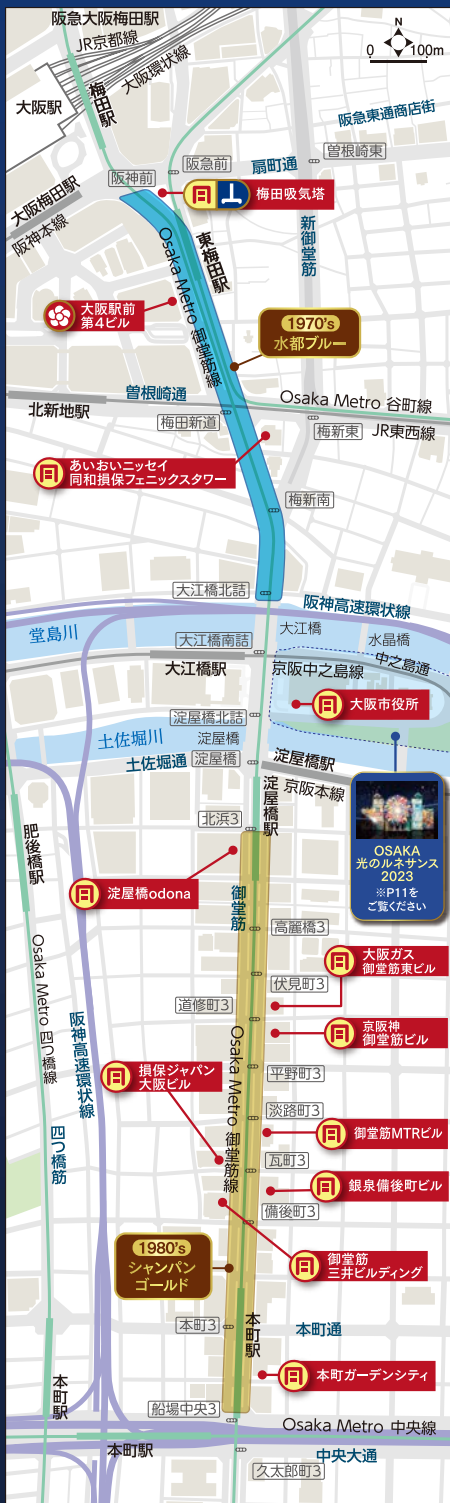 阪急大阪梅田駅
JR京都線
大阪環状線
大阪駅
梅田駅
N
0 100m
阪急東通商店街
阪神前
阪急前
扇町通
曽根崎東
梅田吸気塔
大阪梅田駅
阪神本線
東梅田駅
新御堂筋
Osaka Metro 御堂筋線
大阪駅前
第4ビル
1970's
水都ブルー
曽根崎通
北新地駅
Osaka Metro 谷町線
梅田新道
梅新東
JR東西線
あいおいニッセイ
同和損保フェニックスタワー
梅新南
大江橋北詰
阪神高速環状線
堂島川
大江橋
水晶橋
大江橋南詰
中之島通
大江橋駅
京阪中之島線
大阪市役所
淀屋橋北詰
土佐堀川
淀屋橋
土佐堀通
淀屋橋
淀屋橋駅
京阪本線
淀屋橋駅
OSAKA
光のルネサンス
2023
※P11を
ご覧ください
北浜3
肥後橋駅
淀屋橋odona
御堂筋
高麗橋3
大阪ガス
御堂筋東ビル
伏見町3
道修町3
京阪神
御堂筋ビル
Osaka Metro 四つ橋線
阪神高速環状線
Osaka Metro 御堂筋線
平野町3
損保ジャパン
大阪ビル
淡路町3
御堂筋MTRビル
四つ橋筋
瓦町3
銀泉備後町ビル
備後町3
1980's
シャンパン
ゴールド
御堂筋
三井ビルディング
本町3
本町駅
本町通
本町駅
本町ガーデンシティ
船場中央3
Osaka Metro 中央線
本町駅
中央大通
久太郎町3